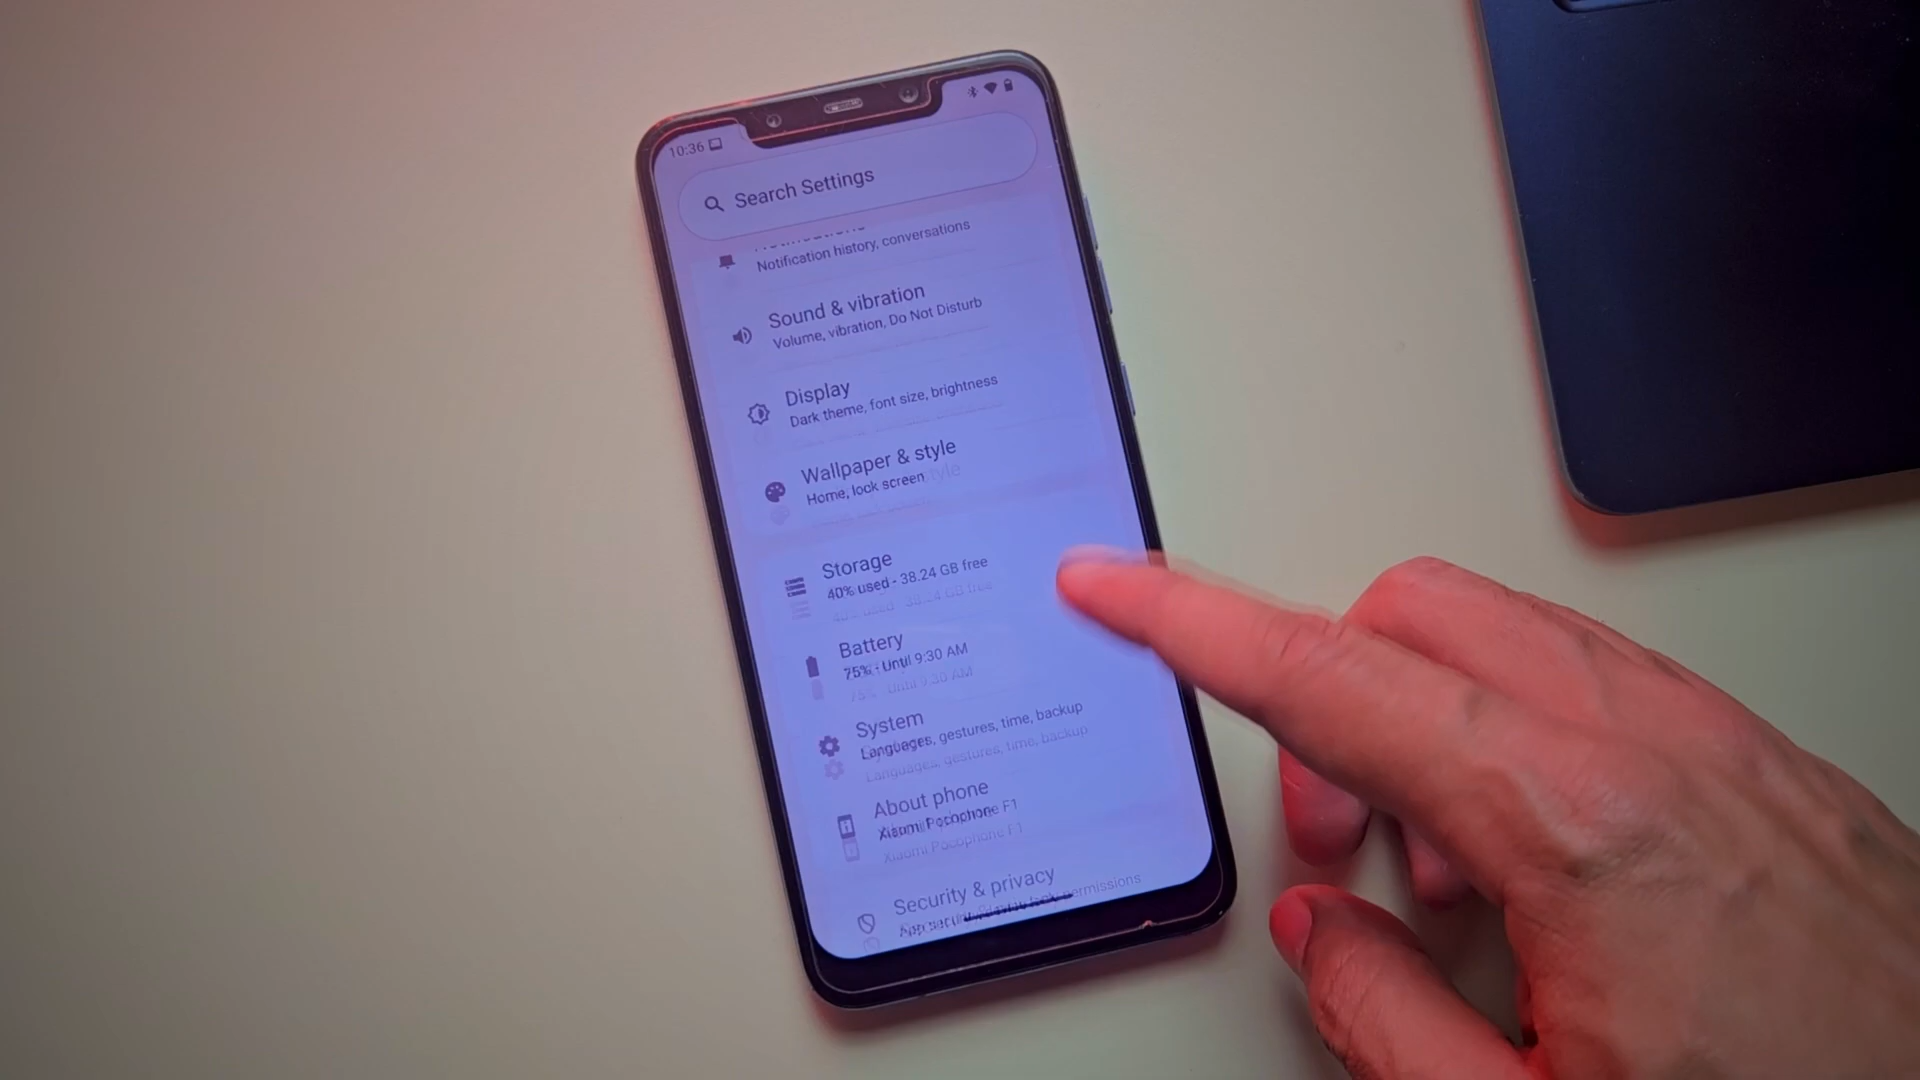 10:36
Search Settings
Notifications
Notification history, conversations
Sound & vibration
Volume, vibration, Do Not Disturb
Display
Dark theme, font size, brightness
Wallpaper & style
Home, lock screen
Storage
40% used - 38.24 GB free
Battery
75% - Until 9:30 AM
System
Languages, gestures, time, backup
About phone
Xiaomi Pocophone F1
Security & privacy
permissions